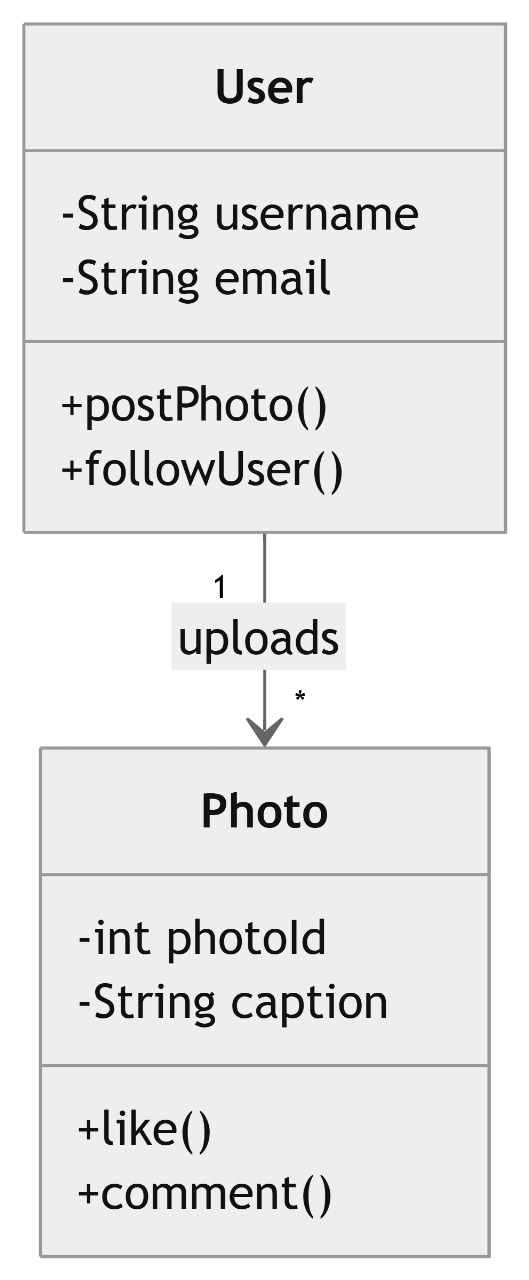 User
-String username
-String email
+postPhoto()
+followUser()
1
uploads
*
Photo
-int photoId
-String caption
+like()
+comment()